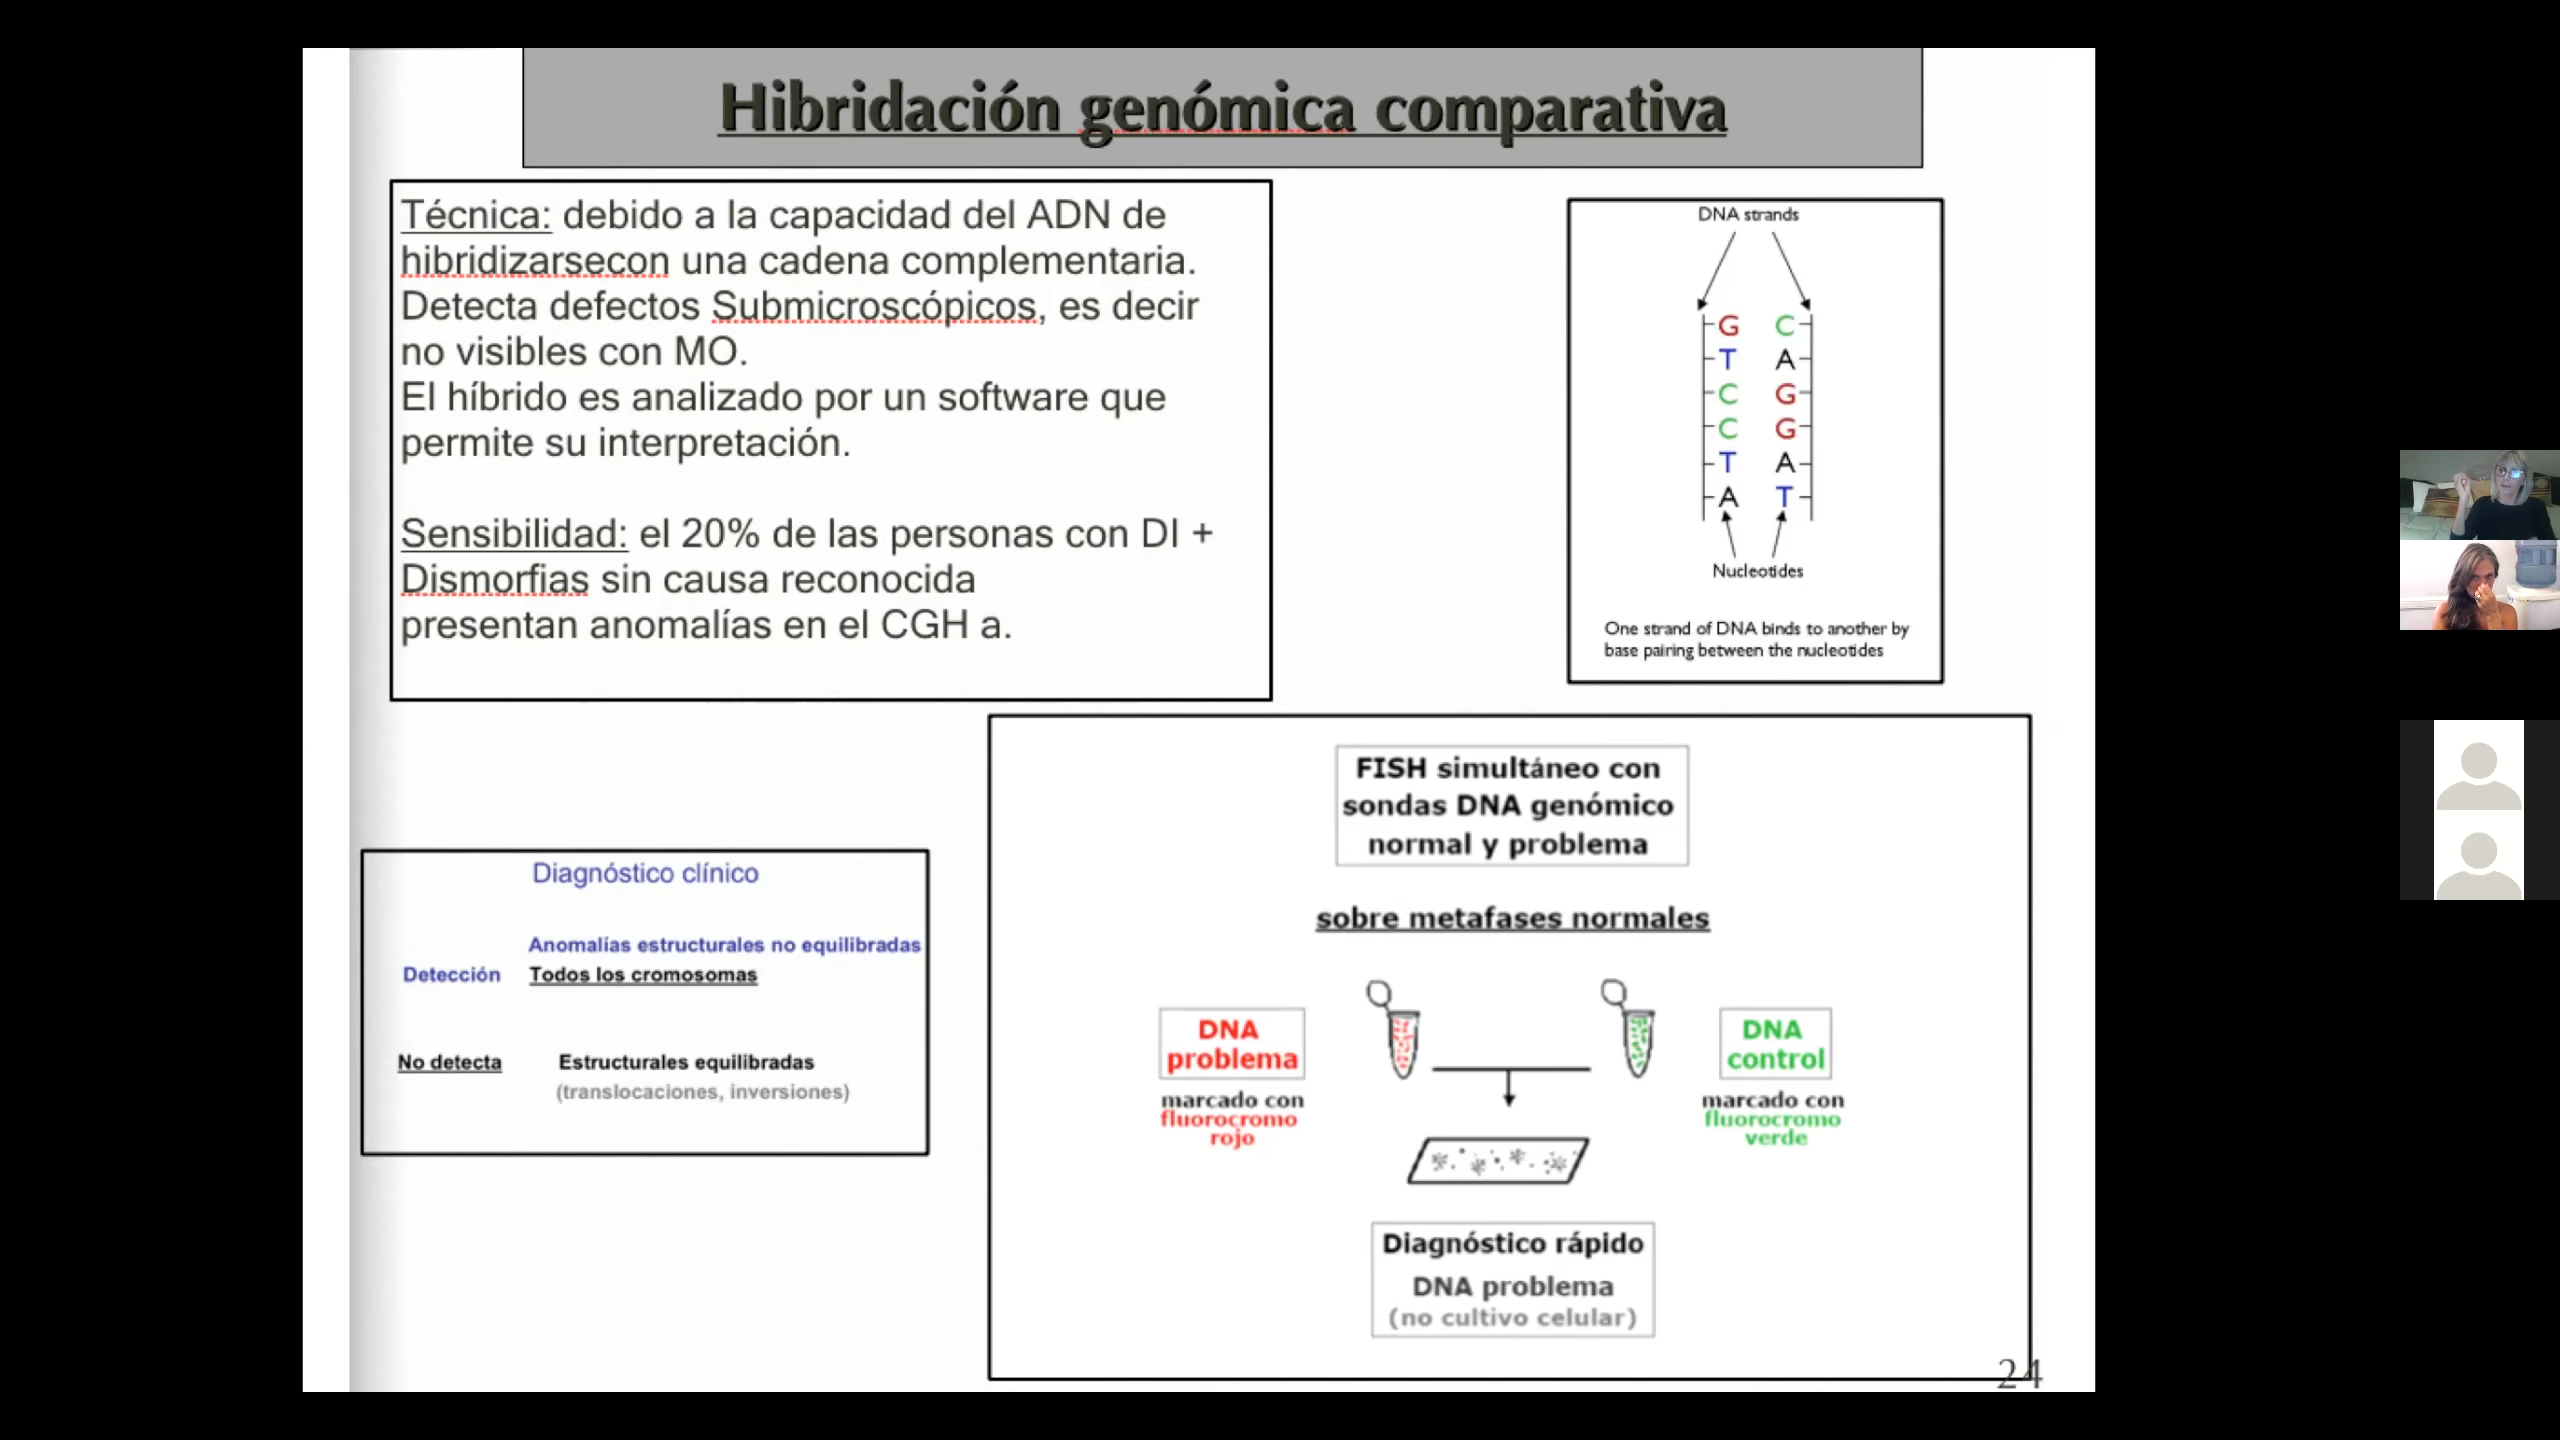 Hibridación genómica comparativa
Técnica: debido a la capacidad del ADN de
hibridizarsecon una cadena complementaria.
Detecta defectos Submicroscópicos, es decir
no visibles con MO.
El híbrido es analizado por un software que
permite su interpretación.
Sensibilidad: el 20% de las personas con DI +
Dismorfias sin causa reconocida
presentan anomalías en el CGH a.
DNA strands
G C
T A
C G
C G
T A
A T
Nucleotides
One strand of DNA binds to another by
base pairing between the nucleotides
Diagnóstico clínico
Anomalías estructurales no equilibradas
Detección Todos los cromosomas
No detecta Estructurales equilibradas
(translocaciones, inversiones)
FISH simultáneo con
sondas DNA genómico
normal y problema
sobre metafases normales
DNA
problema
marcado con
fluorocromo
rojo
DNA
control
marcado con
fluorocromo
verde
Diagnóstico rápido
DNA problema
(no cultivo celular)
24